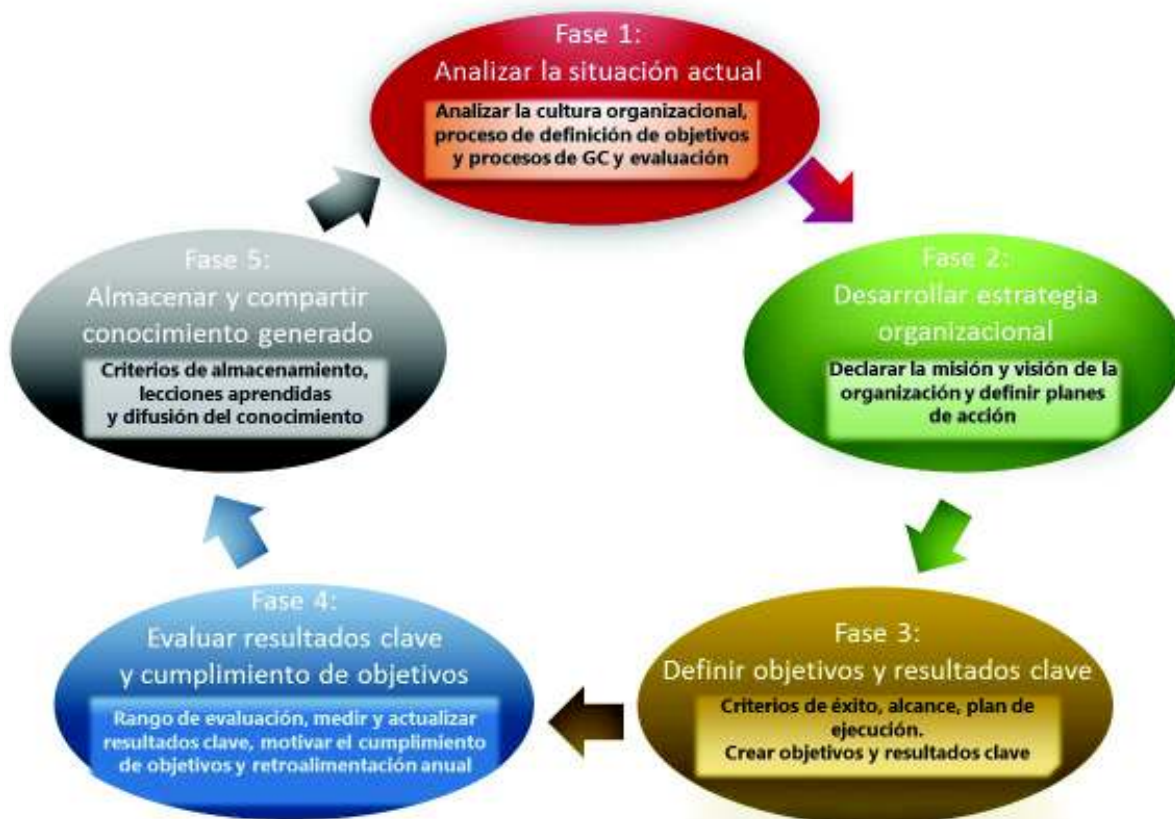 Fase 1:
Analizar la situación actual
Analizar la cultura organizacional,
proceso de definición de objetivos
y procesos de GC y evaluación
Fase 2:
Desarrollar estrategia
organizacional
Declarar la misión y visión de la
organización y definir planes
de acción
Fase 3:
Definir objetivos y resultados clave
Criterios de éxito, alcance, plan de
ejecución.
Crear objetivos y resultados clave
Fase 4:
Evaluar resultados clave
y cumplimiento de objetivos
Rango de evaluación, medir y actualizar
resultados clave, motivar el cumplimiento
de objetivos y retroalimentación anual
Fase 5:
Almacenar y compartir
conocimiento generado
Criterios de almacenamiento,
lecciones aprendidas
y difusión del conocimiento